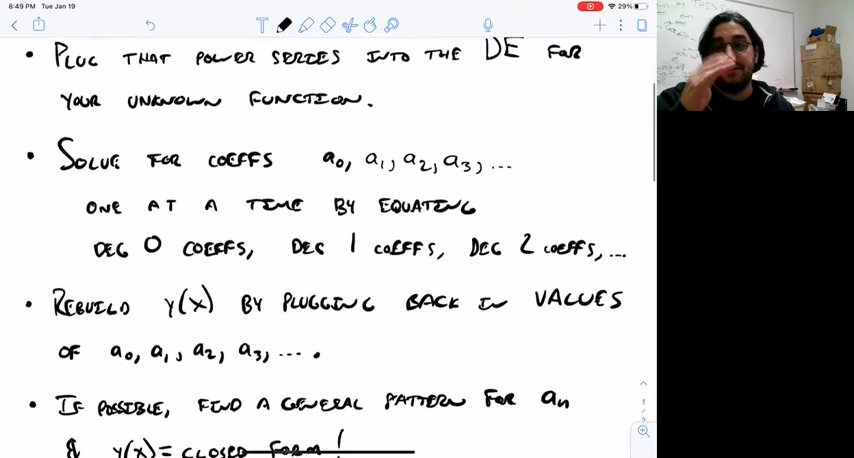 8:49 PM Tue Jan 19
29%
• PLUG THAT POWER SERIES INTO THE DE FOR
YOUR UNKNOWN FUNCTION.
• SOLVE FOR COEFFS a₀, a₁, a₂, a₃, ...
ONE AT A TIME BY EQUATING
DEG 0 COEFFS, DEG 1 COEFFS, DEG 2 COEFFS, ...
• REBUILD y(x) BY PLUGGING BACK IN VALUES
OF a₀, a₁, a₂, a₃, ....
• IF POSSIBLE, FIND A GENERAL PATTERN FOR aₙ
& y(x) = CLOSED FORM!